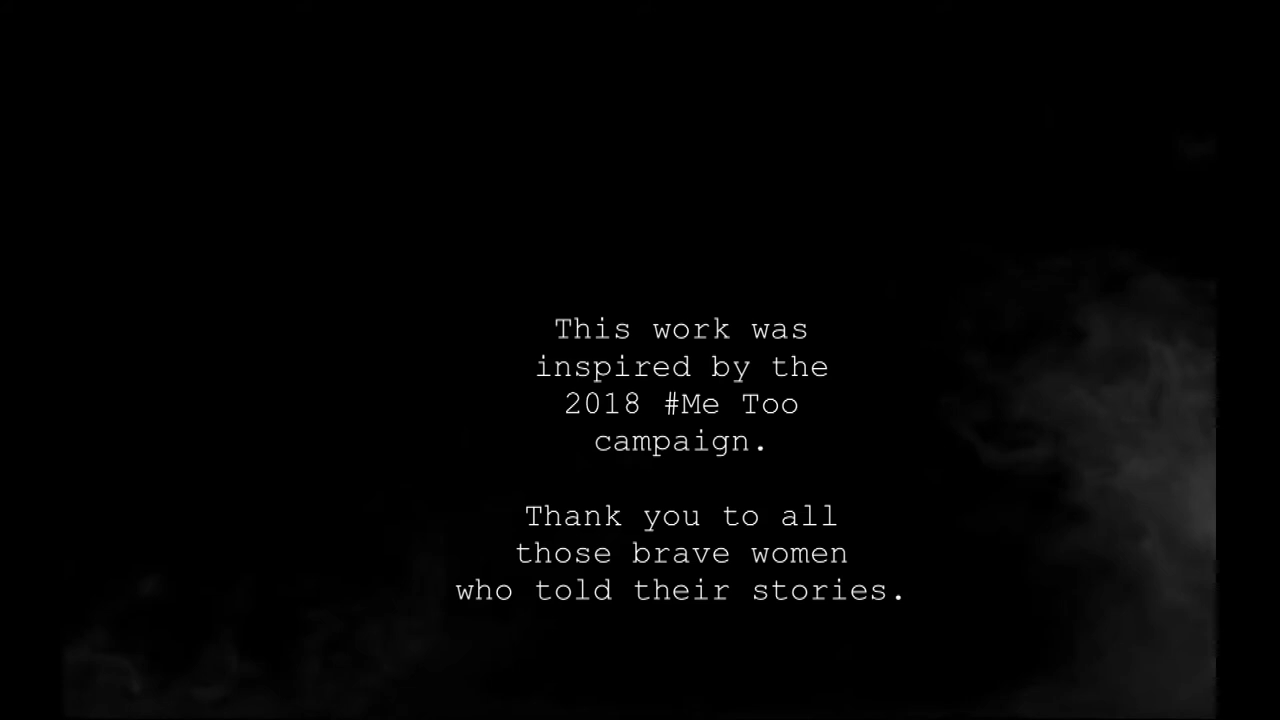 This work was
inspired by the
2018 #Me Too
campaign.
Thank you to all
those brave women
who told their stories.